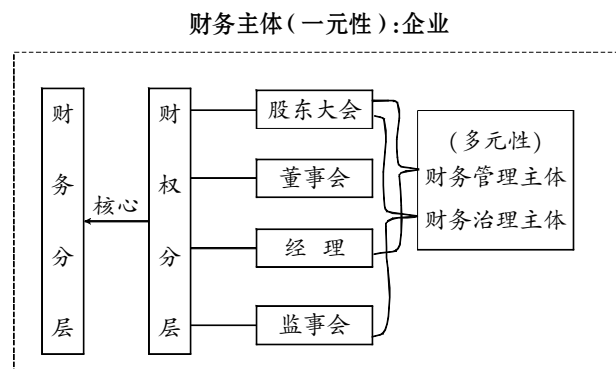 财务主体(一元性):企业
财务分层
核心
财权分层
股东大会
董事会
经 理
监事会
(多元性)
财务管理主体
财务治理主体